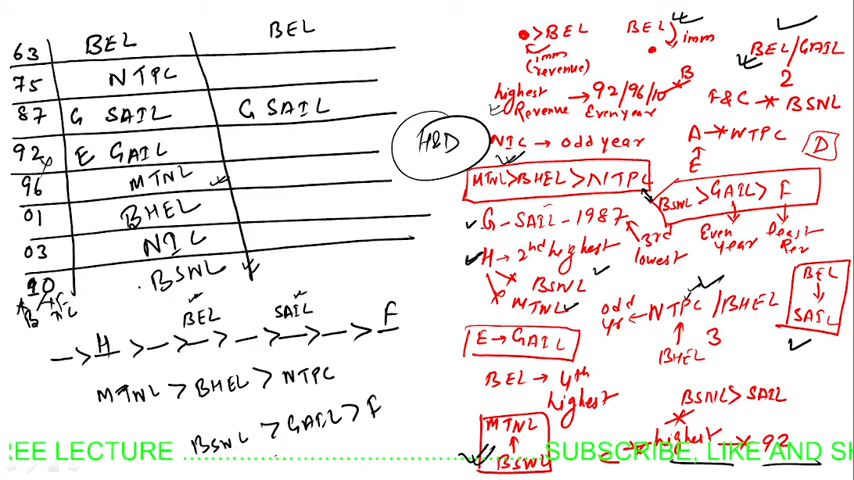 63 BEL BEL
75 NTPC
87 G SAIL G SAIL
92 E GAIL
96 MTNL
01 BHEL
03 NIC
10 BSNL
B
_ > H > _ > BEL > _ > SAIL > _ > F
MTNL > BHEL > NTPC
BSNL > GAIL > F
H&D
• > BEL
imm
(revenue)
BEL
imm
BEL/GAIL
2
highest
Revenue → 92/96/10 B
Even year
F&C → BSNL
NIC → odd year
A → NTPC
E
D
MTNL > BHEL > NTPC
BSNL > GAIL > F
Even
year
least
Rev
G - SAIL - 1987
3rd
lowest
H → 2nd highest
BSNL
MTNL
odd
yr ← NTPC / BHEL
BHEL 3
BEL
↓
SAIL
E → GAIL
BEL → 4th
highest
BSNL > SAIL
MTNL
↑
BSNL
C → highest → 92
REE LECTURE ............................................... SUBSCRIBE, LIKE AND SH